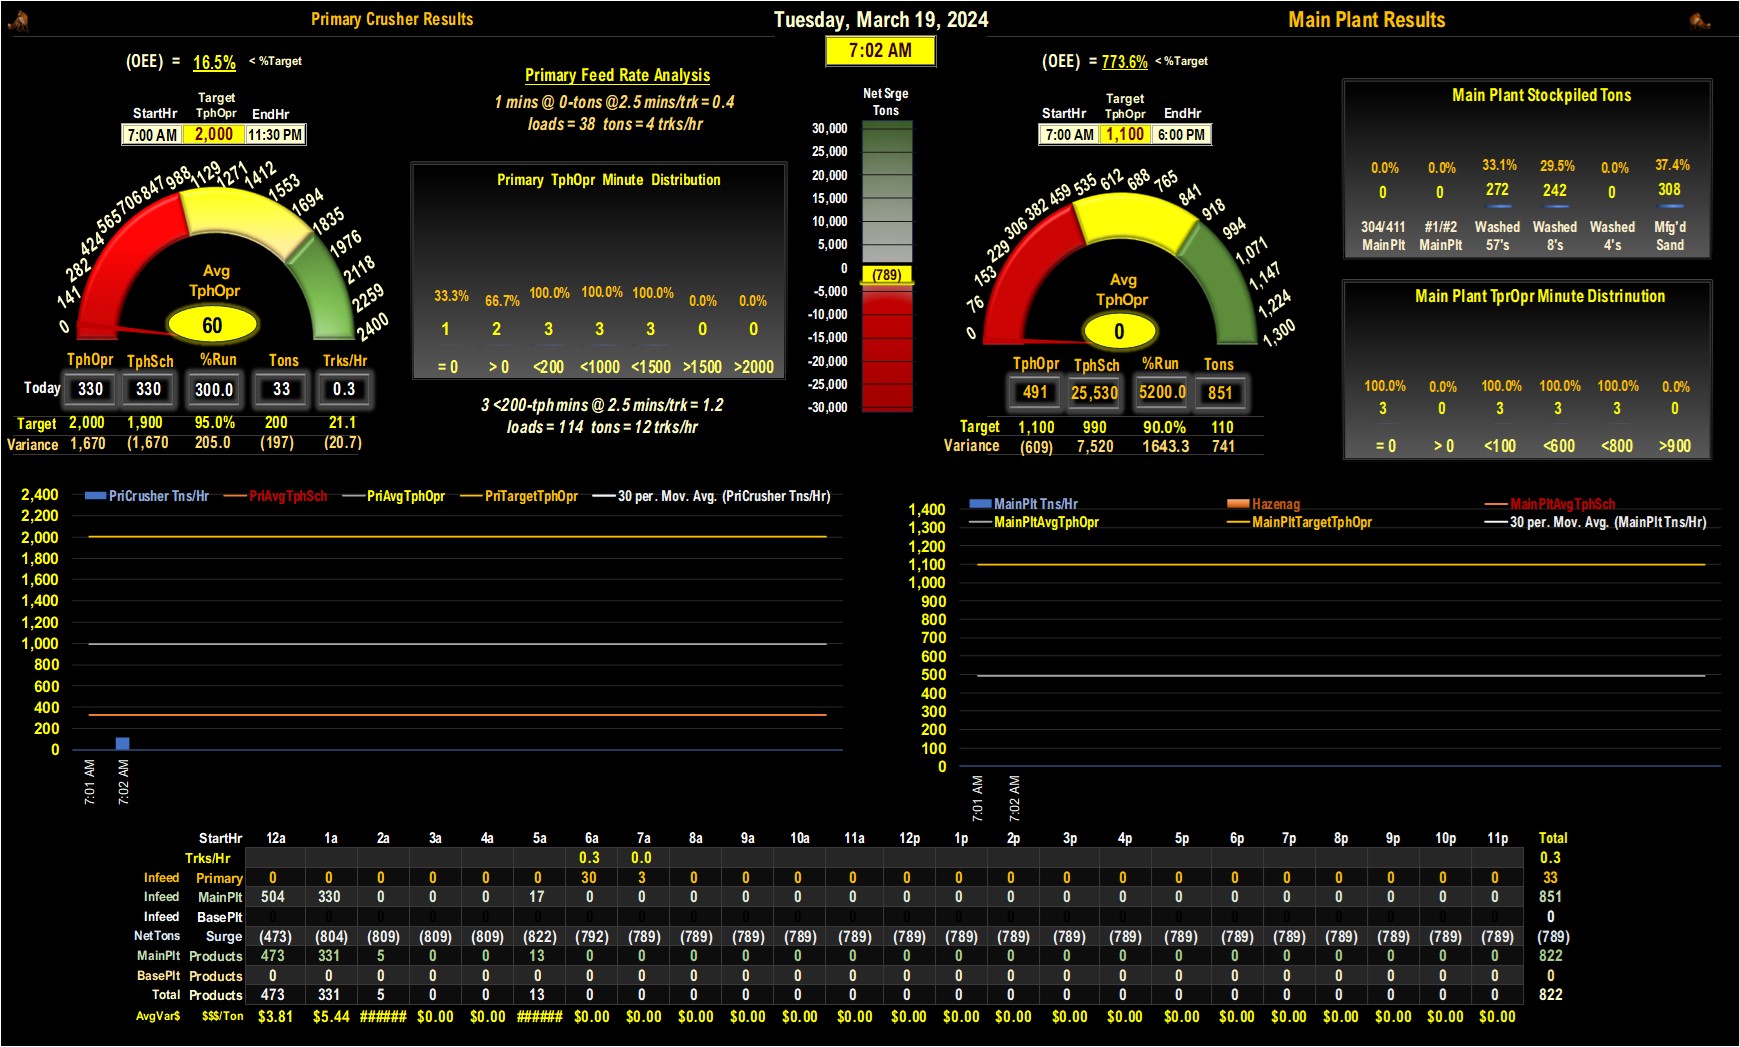 Primary Crusher Results
Tuesday, March 19, 2024
Main Plant Results
7:02 AM
(OEE) = 16.5% < %Target
Target
StartHr TphOpr EndHr
7:00 AM 2,000 11:30 PM
0 141 282 424 565 706 847 988 1129 1271 1412 1553 1694 1835 1976 2118 2259 2400
Avg
TphOpr
60
TphOpr TphSch %Run Tons Trks/Hr
Today 330 330 300.0 33 0.3
Target 2,000 1,900 95.0% 200 21.1
Variance 1,670 (1,670 205.0 (197) (20.7)
Primary Feed Rate Analysis
1 mins @ 0-tons @2.5 mins/trk = 0.4
loads = 38 tons = 4 trks/hr
Primary TphOpr Minute Distribution
33.3% 66.7% 100.0% 100.0% 100.0% 0.0% 0.0%
1 2 3 3 3 0 0
= 0 > 0 <200 <1000 <1500 >1500 >2000
3 <200-tph mins @ 2.5 mins/trk = 1.2
loads = 114 tons = 12 trks/hr
Net Srge
Tons
30,000
25,000
20,000
15,000
10,000
5,000
0
(789)
-5,000
-10,000
-15,000
-20,000
-25,000
-30,000
(OEE) = 773.6% < %Target
Target
StartHr TphOpr EndHr
7:00 AM 1,100 6:00 PM
0 76 153 229 306 382 459 535 612 688 765 841 918 994 1,071 1,147 1,224 1,300
Avg
TphOpr
0
TphOpr TphSch %Run Tons
491 25,530 5200.0 851
Target 1,100 990 90.0% 110
Variance (609) 7,520 1643.3 741
Main Plant Stockpiled Tons
0.0% 0.0% 33.1% 29.5% 0.0% 37.4%
0 0 272 242 0 308
304/411 #1/#2 Washed Washed Washed Mfg'd
MainPlt MainPlt 57's 8's 4's Sand
Main Plant TprOpr Minute Distrinution
100.0% 0.0% 100.0% 100.0% 100.0% 0.0%
3 0 3 3 3 0
= 0 > 0 <100 <600 <800 >900
PriCrusher Tns/Hr PriAvgTphSch PriAvgTphOpr PriTargetTphOpr 30 per. Mov. Avg. (PriCrusher Tns/Hr)
2,400
2,200
2,000
1,800
1,600
1,400
1,200
1,000
800
600
400
200
0
7:01 AM
7:02 AM
MainPlt Tns/Hr Hazenag MainPltAvgTphSch
MainPltAvgTphOpr MainPltTargetTphOpr 30 per. Mov. Avg. (MainPlt Tns/Hr)
1,400
1,300
1,200
1,100
1,000
900
800
700
600
500
400
300
200
100
0
7:01 AM
7:02 AM
StartHr 12a 1a 2a 3a 4a 5a 6a 7a 8a 9a 10a 11a 12p 1p 2p 3p 4p 5p 6p 7p 8p 9p 10p 11p Total
Trks/Hr 0.3 0.0 0.3
Infeed Primary 0 0 0 0 0 0 30 3 0 0 0 0 0 0 0 0 0 0 0 0 0 0 0 0 33
Infeed MainPlt 504 330 0 0 0 17 0 0 0 0 0 0 0 0 0 0 0 0 0 0 0 0 0 0 851
Infeed BasePlt 0 0 0 0 0 0 0 0 0 0 0 0 0 0 0 0 0 0 0 0 0 0 0 0 0
NetTons Surge (473) (804) (809) (809) (809) (822) (792) (789) (789) (789) (789) (789) (789) (789) (789) (789) (789) (789) (789) (789) (789) (789) (789) (789) (789)
MainPlt Products 473 331 5 0 0 13 0 0 0 0 0 0 0 0 0 0 0 0 0 0 0 0 0 0 822
BasePlt Products 0 0 0 0 0 0 0 0 0 0 0 0 0 0 0 0 0 0 0 0 0 0 0 0 0
Total Products 473 331 5 0 0 13 0 0 0 0 0 0 0 0 0 0 0 0 0 0 0 0 0 0 822
AvgVar$ $$$/Ton $3.81 $5.44 ###### $0.00 $0.00 ###### $0.00 $0.00 $0.00 $0.00 $0.00 $0.00 $0.00 $0.00 $0.00 $0.00 $0.00 $0.00 $0.00 $0.00 $0.00 $0.00 $0.00 $0.00